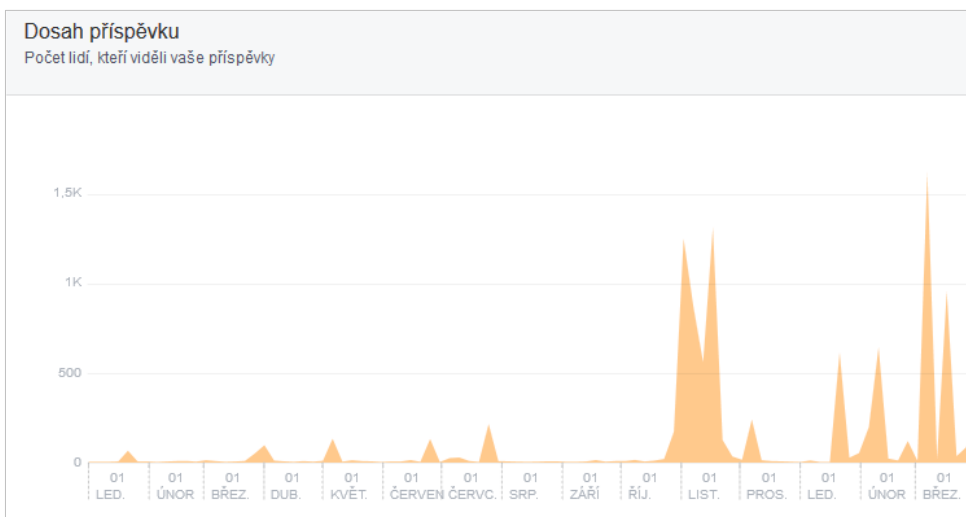 Dosah příspěvku
Počet lidí, kteří viděli vaše příspěvky
1,5K
1K
500
0
01 01 01 01 01 01 01 01 01 01 01 01 01 01 01
LED. ÚNOR BŘEZ. DUB. KVĚT. ČERVEN ČERVC. SRP. ZÁŘÍ ŘÍJ. LIST. PROS. LED. ÚNOR BŘEZ.